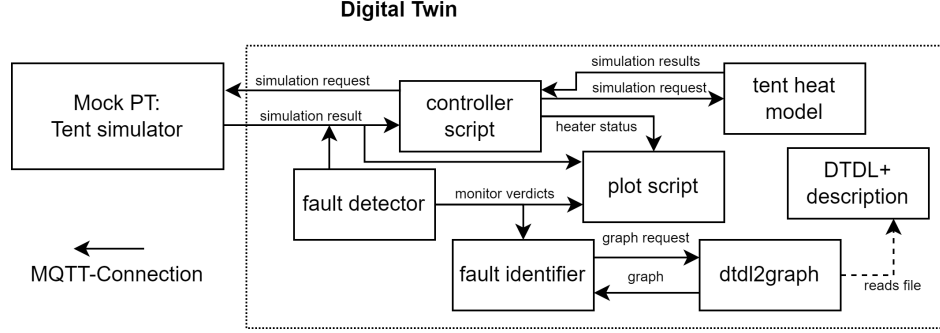 Digital Twin
Mock PT:
Tent simulator
simulation request
simulation result
controller
script
simulation results
simulation request
heater status
tent heat
model
fault detector
monitor verdicts
plot script
DTDL+
description
MQTT-Connection
fault identifier
graph request
graph
dtdl2graph
reads file